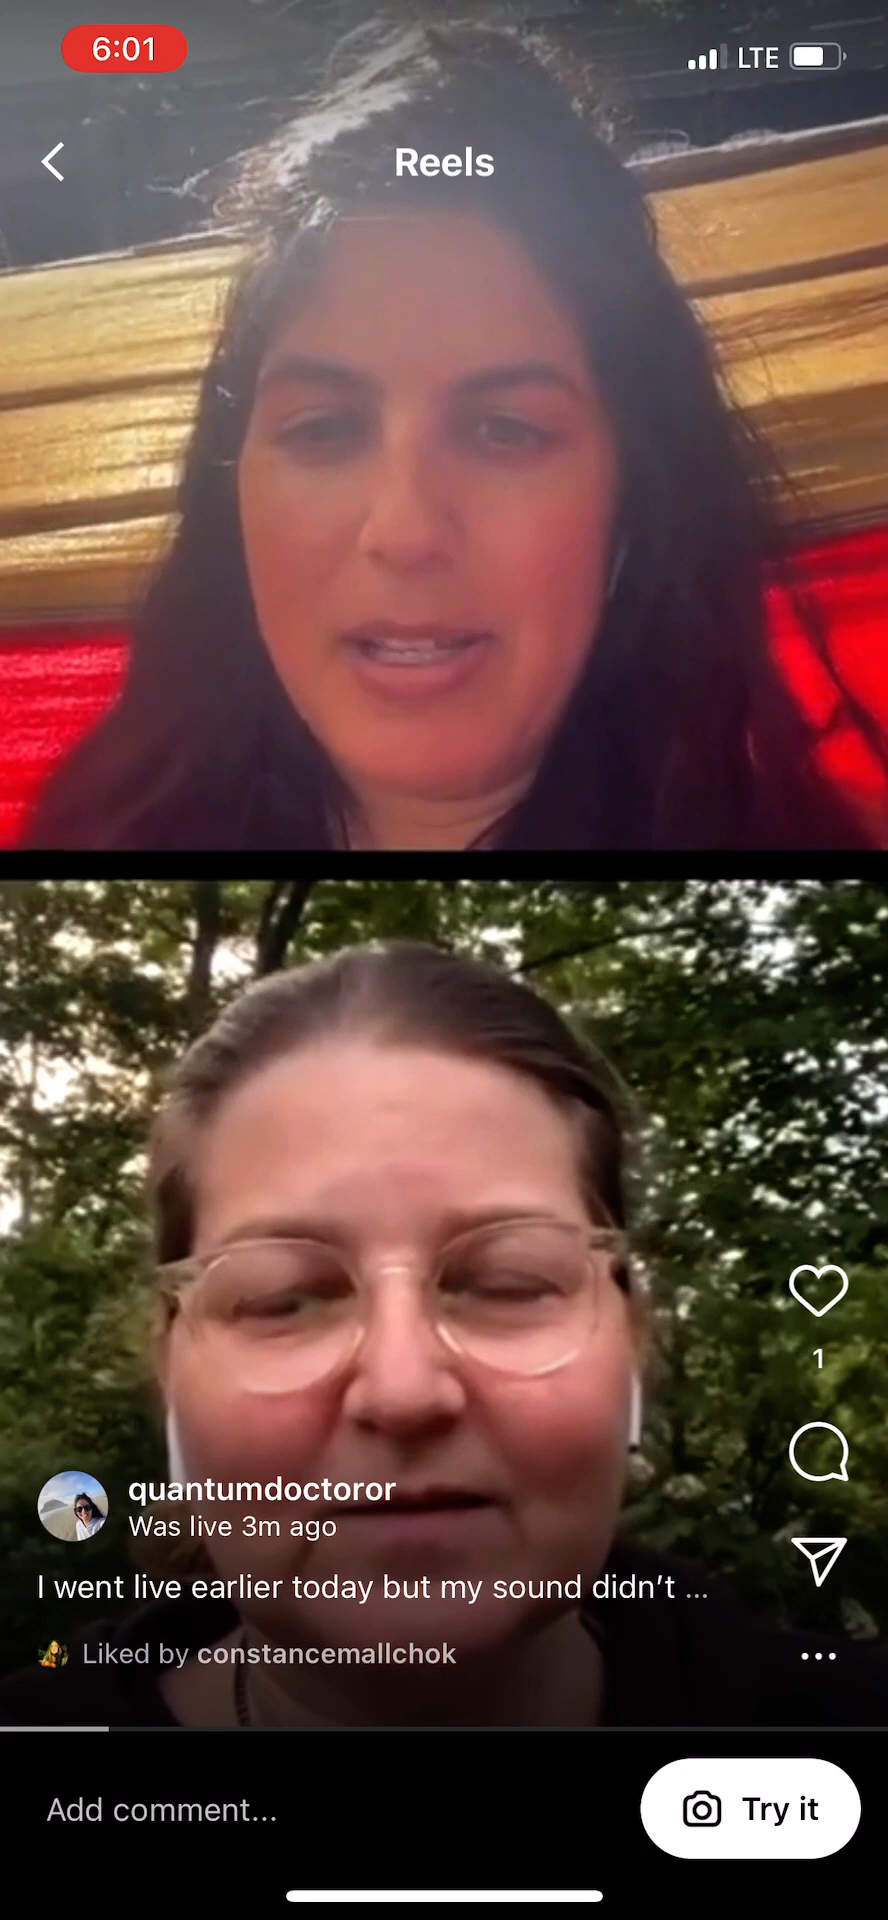 6:01
LTE
Reels
1
quantumdoctoror
Was live 3m ago
I went live earlier today but my sound didn’t ...
Liked by constancemallchok
Add comment...
Try it